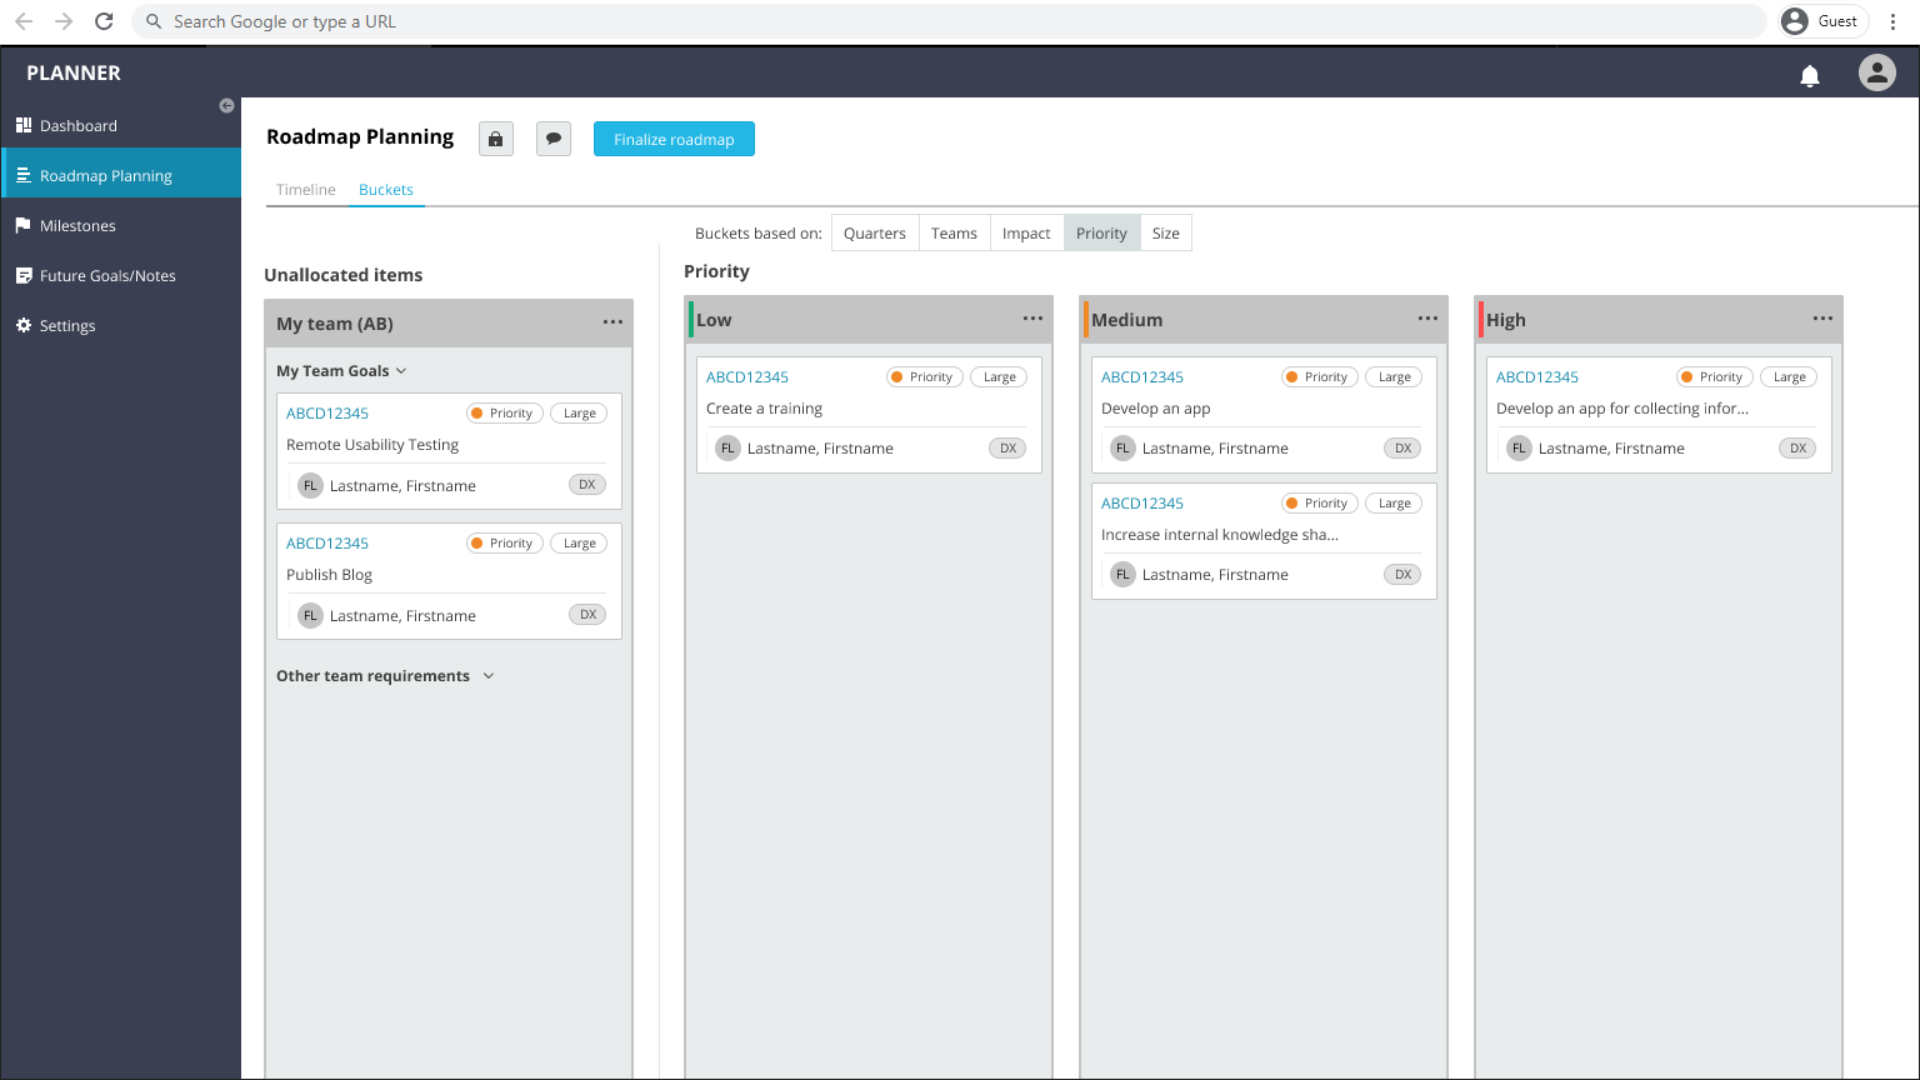 Search Google or type a URL
Guest
PLANNER
Dashboard
Roadmap Planning
Milestones
Future Goals/Notes
Settings
Roadmap Planning
Finalize roadmap
Timeline Buckets
Buckets based on: Quarters Teams Impact Priority Size
Unallocated items
My team (AB) ...
My Team Goals
ABCD12345 Priority Large
Remote Usability Testing
FL Lastname, Firstname DX
ABCD12345 Priority Large
Publish Blog
FL Lastname, Firstname DX
Other team requirements
Priority
Low ...
ABCD12345 Priority Large
Create a training
FL Lastname, Firstname DX
Medium ...
ABCD12345 Priority Large
Develop an app
FL Lastname, Firstname DX
ABCD12345 Priority Large
Increase internal knowledge sha...
FL Lastname, Firstname DX
High ...
ABCD12345 Priority Large
Develop an app for collecting infor...
FL Lastname, Firstname DX